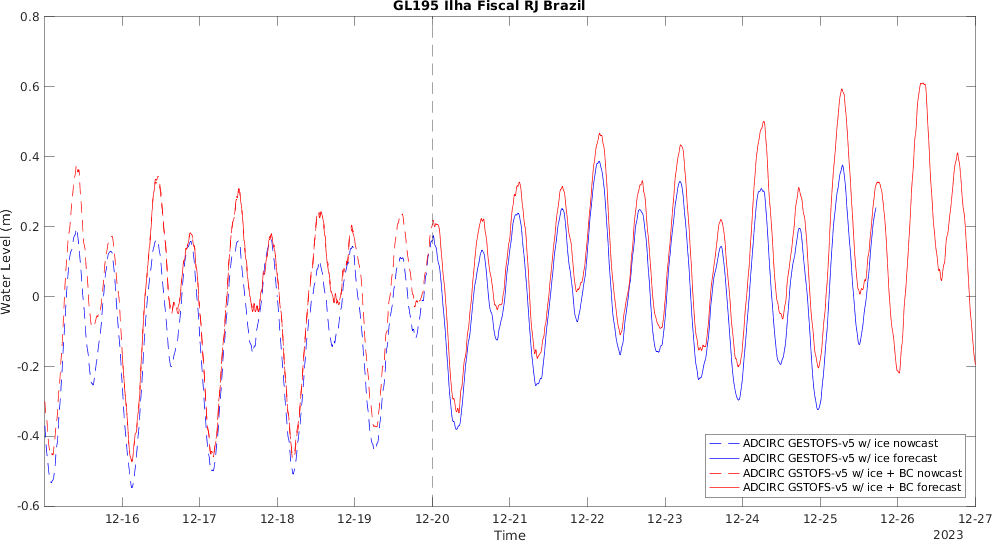 GL195 Ilha Fiscal RJ Brazil
0.8
0.6
0.4
0.2
0
-0.2
-0.4
-0.6
Water Level (m)
ADCIRC GESTOFS-v5 w/ ice nowcast
ADCIRC GESTOFS-v5 w/ ice forecast
ADCIRC GSTOFS-v5 w/ ice + BC nowcast
ADCIRC GSTOFS-v5 w/ ice + BC forecast
12-16 12-17 12-18 12-19 12-20 12-21 12-22 12-23 12-24 12-25 12-26 12-27
Time
2023